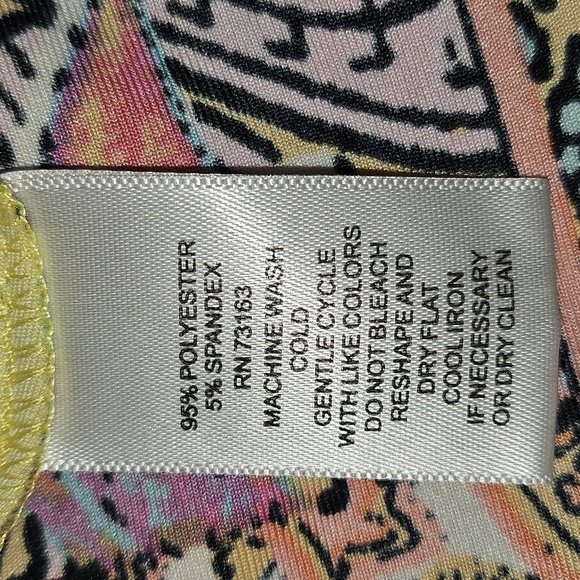 95% POLYESTER
5% SPANDEX
RN 73163
MACHINE WASH
COLD
GENTLE CYCLE
WITH LIKE COLORS
DO NOT BLEACH
RESHAPE AND
DRY FLAT
COOL IRON
IF NECESSARY
OR DRY CLEAN